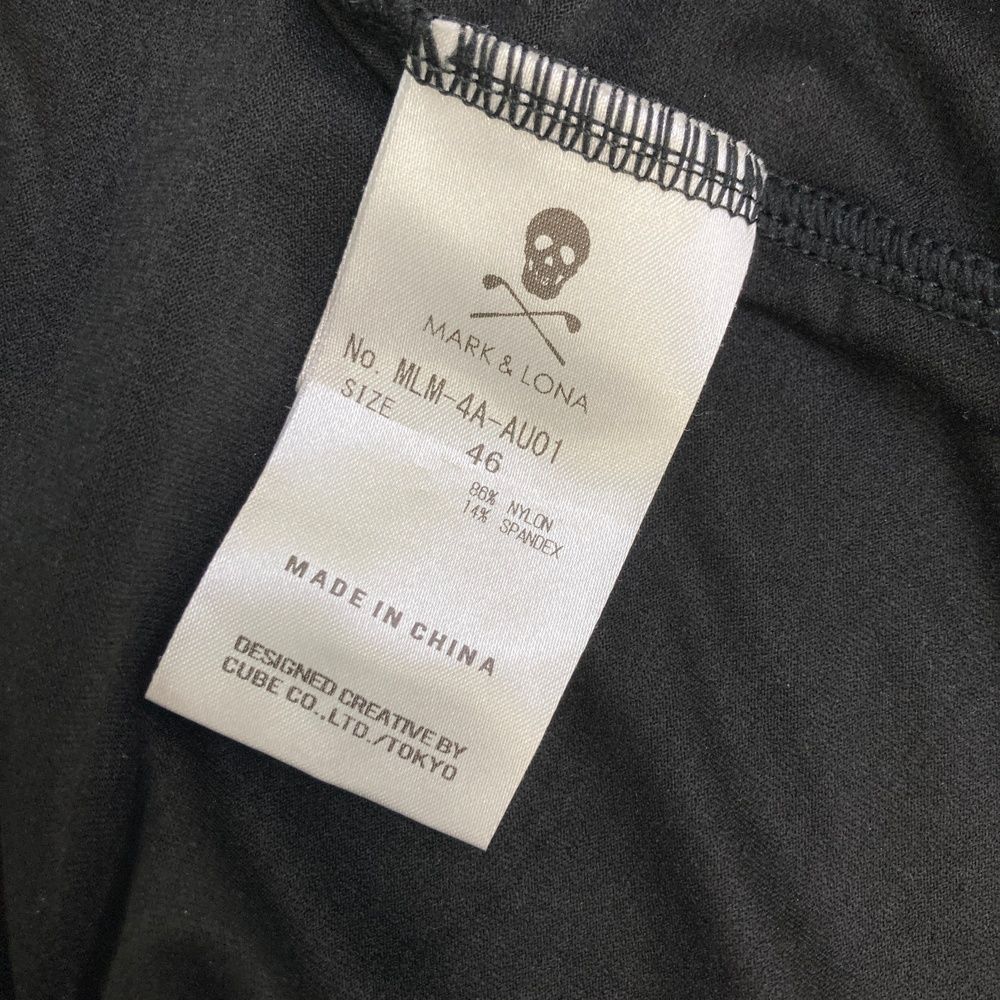 MARK & LONA
No. MLM-4A-AU01
SIZE
46
86% NYLON
14% SPANDEX
MADE IN CHINA
DESIGNED CREATIVE BY
CUBE CO.,LTD./TOKYO